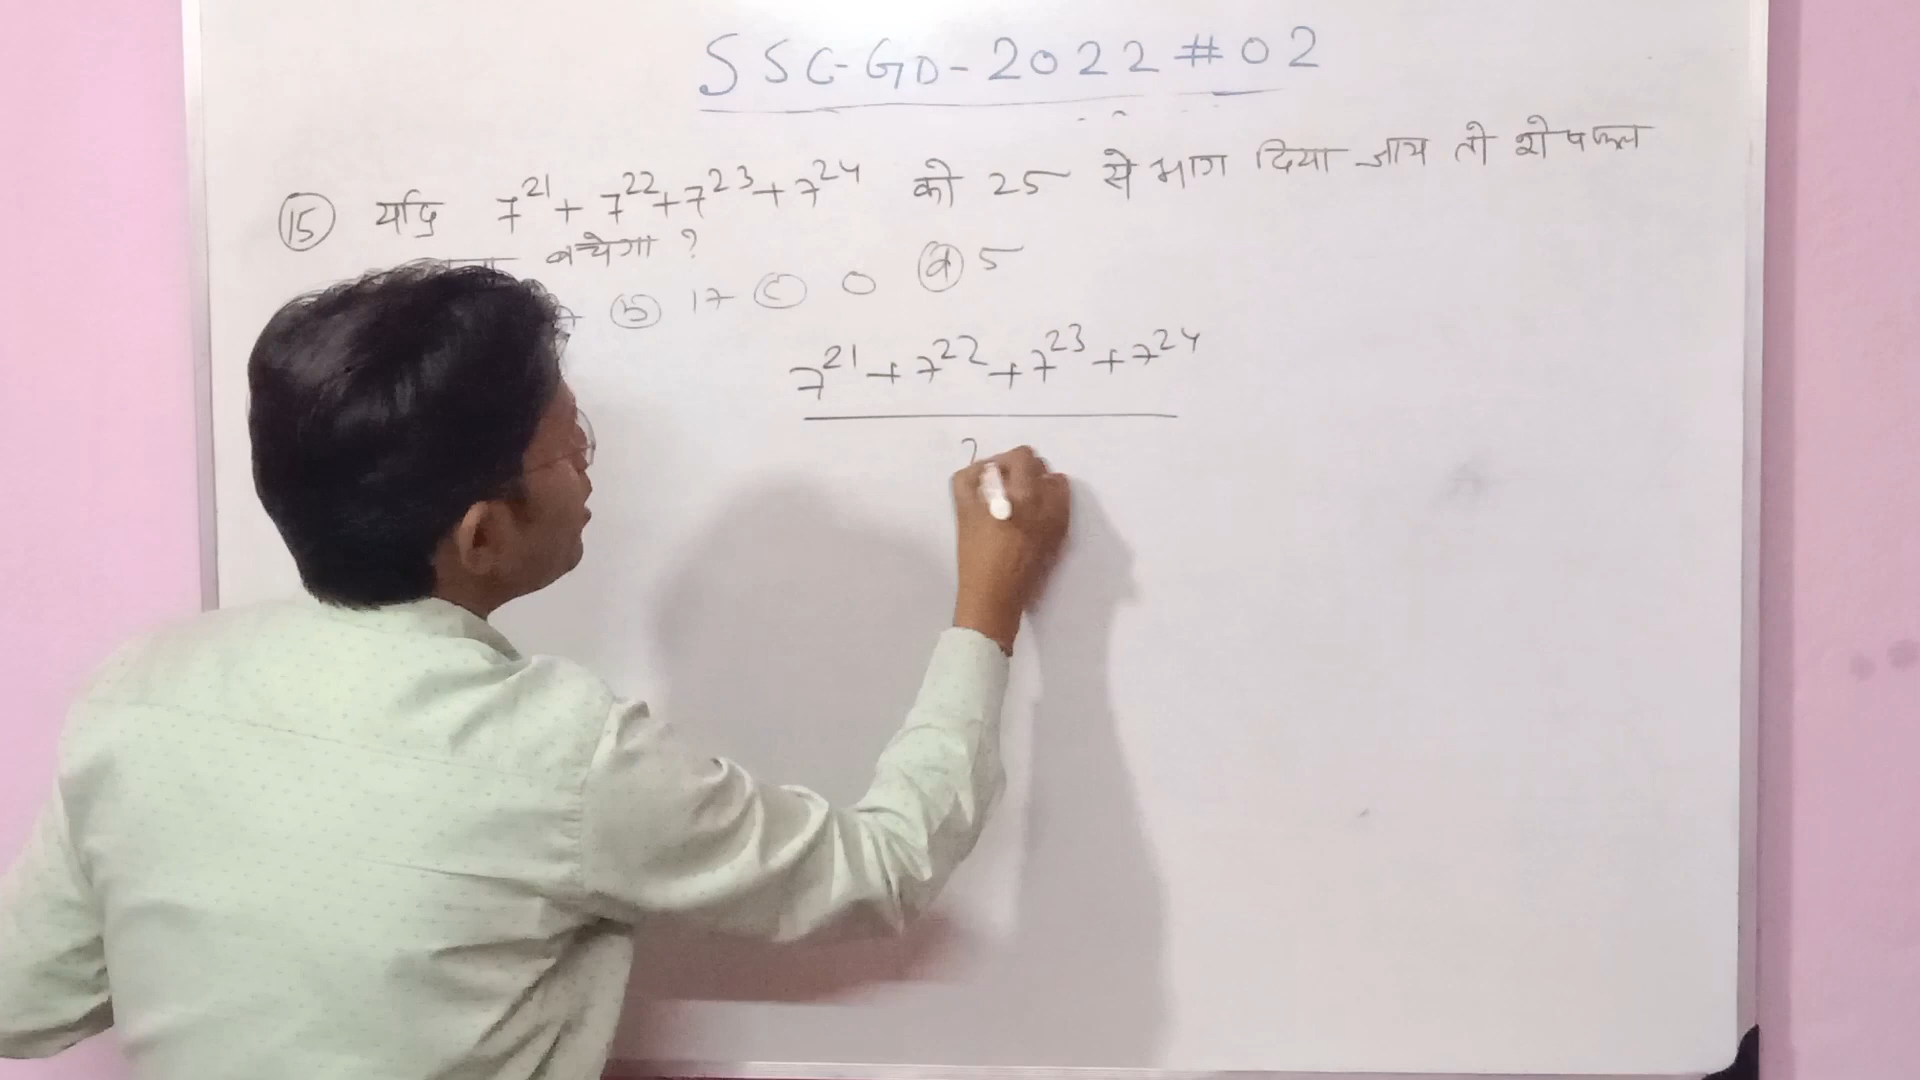 SSC-GD-2022#02
15 यदि 7^21 + 7^22 + 7^23 + 7^24 को 25 से भाग दिया जाय तो शेषफल
बचेगा ?
b 17 c 0 d 5
7^21 + 7^22 + 7^23 + 7^24
2